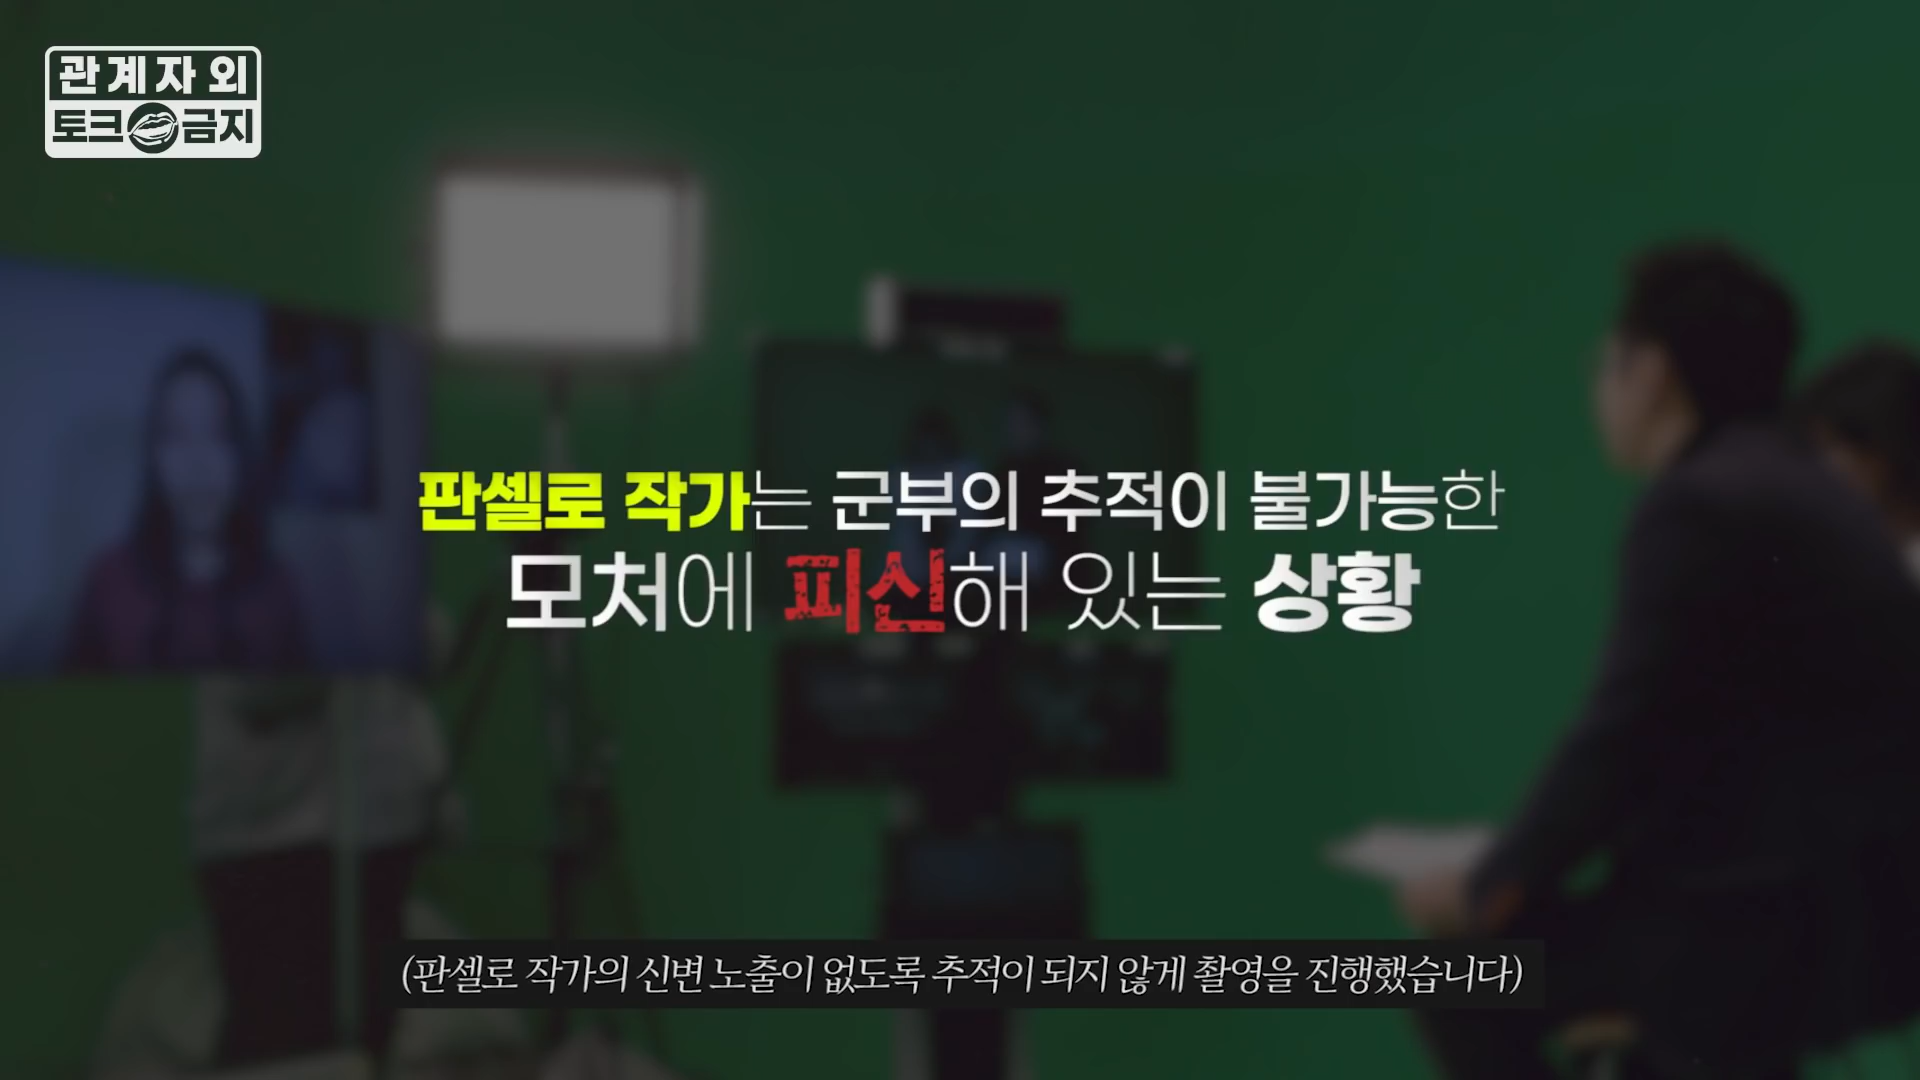 관계자 외
토크금지
판셀로 작가는 군부의 추적이 불가능한
모처에 피신해 있는 상황
(판셀로 작가의 신변 노출이 없도록 추적이 되지 않게 촬영을 진행했습니다)